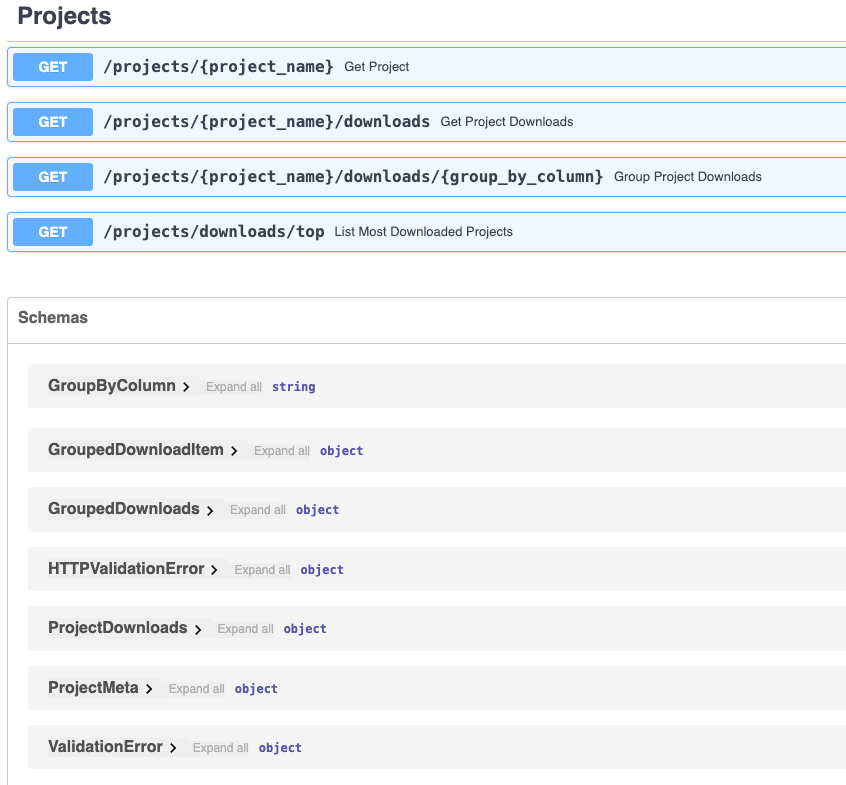 Projects
GET /projects/{project_name} Get Project
GET /projects/{project_name}/downloads Get Project Downloads
GET /projects/{project_name}/downloads/{group_by_column} Group Project Downloads
GET /projects/downloads/top List Most Downloaded Projects
Schemas
GroupByColumn Expand all string
GroupedDownloadItem Expand all object
GroupedDownloads Expand all object
HTTPValidationError Expand all object
ProjectDownloads Expand all object
ProjectMeta Expand all object
ValidationError Expand all object